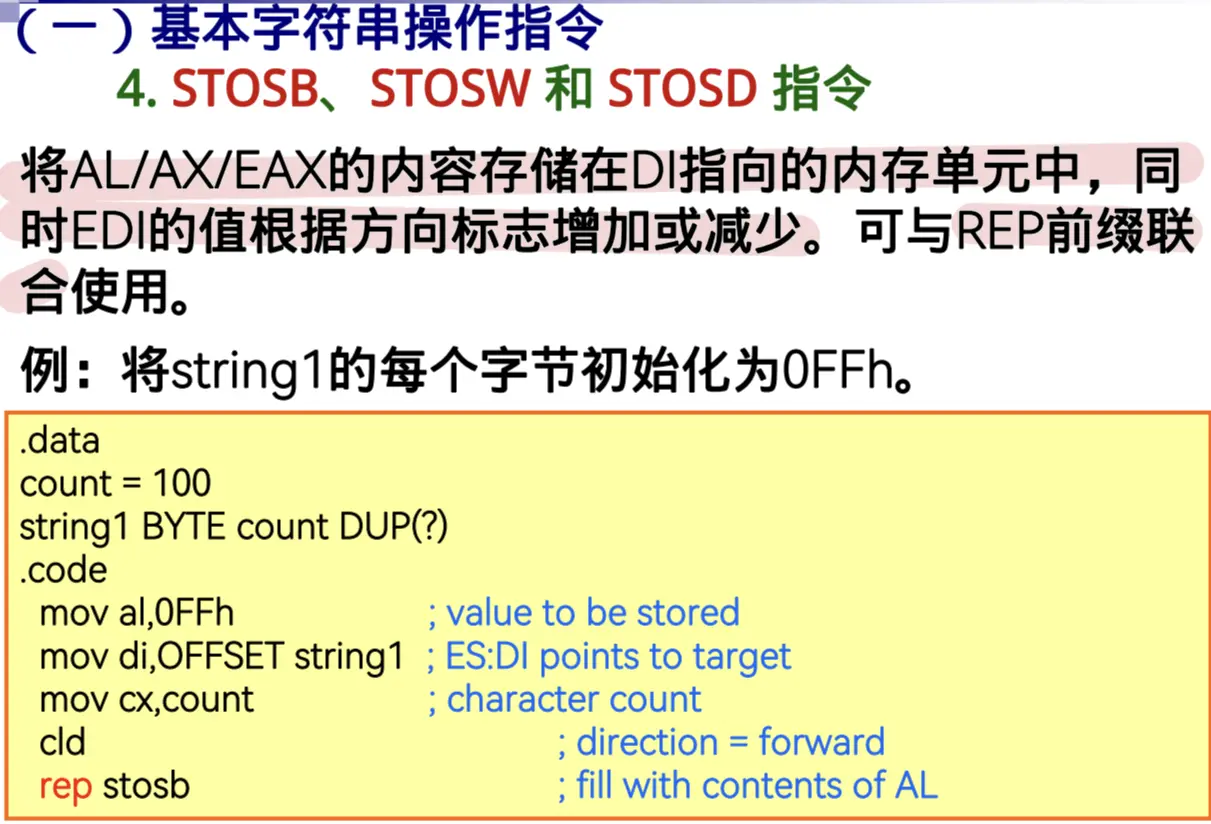 （一）基本字符串操作指令
4. STOSB、STOSW 和 STOSD 指令
将AL/AX/EAX的内容存储在DI指向的内存单元中，同
时EDI的值根据方向标志增加或减少。可与REP前缀联
合使用。
例：将string1的每个字节初始化为0FFh。
.data
count = 100
string1 BYTE count DUP(?)
.code
mov al,0FFh ; value to be stored
mov di,OFFSET string1 ; ES:DI points to target
mov cx,count ; character count
cld ; direction = forward
rep stosb ; fill with contents of AL